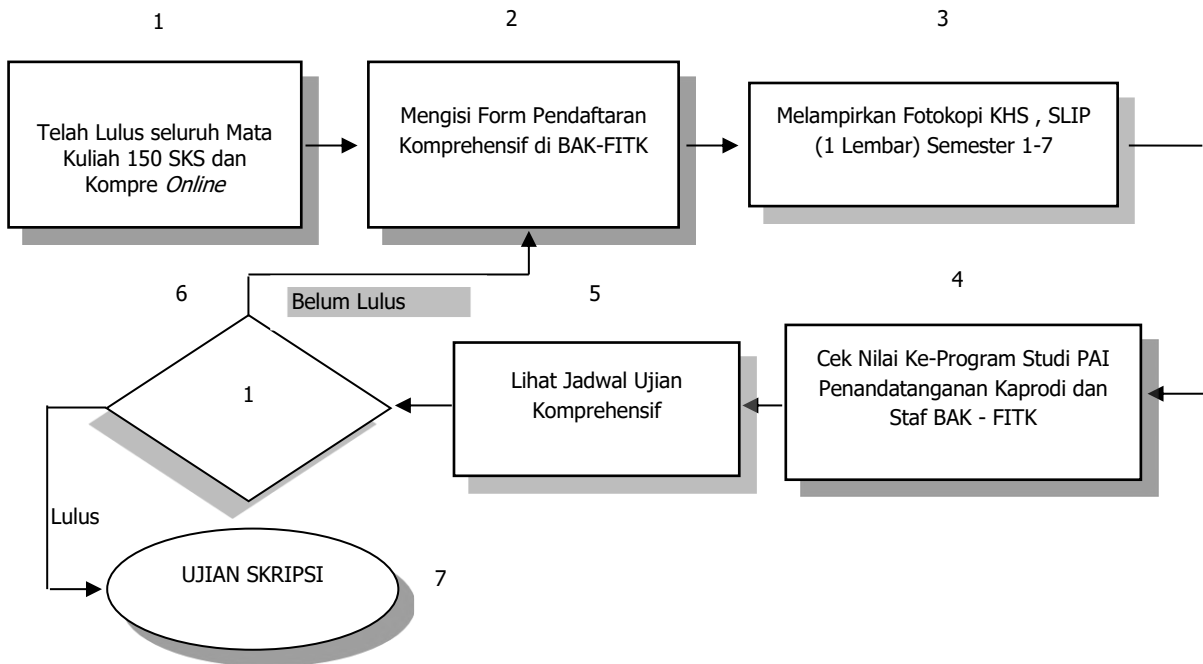 1
2
3
Telah Lulus seluruh Mata
Kuliah 150 SKS dan
Kompre Online
Mengisi Form Pendaftaran
Komprehensif di BAK-FITK
Melampirkan Fotokopi KHS , SLIP
(1 Lembar) Semester 1-7
6
Belum Lulus
5
4
1
Lihat Jadwal Ujian
Komprehensif
Cek Nilai Ke-Program Studi PAI
Penandatanganan Kaprodi dan
Staf BAK - FITK
Lulus
UJIAN SKRIPSI
7